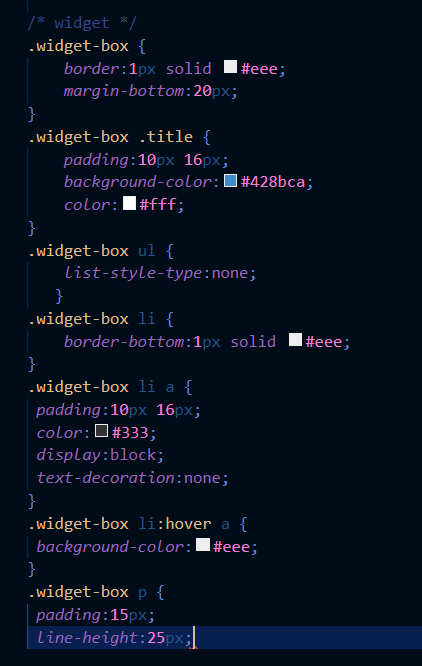 /* widget */
.widget-box {
    border:1px solid #eee;
    margin-bottom:20px;
}
.widget-box .title {
    padding:10px 16px;
    background-color:#428bca;
    color:#fff;
}
.widget-box ul {
    list-style-type:none;
   }
.widget-box li {
    border-bottom:1px solid #eee;
}
.widget-box li a {
 padding:10px 16px;
 color:#333;
 display:block;
 text-decoration:none;
}
.widget-box li:hover a {
 background-color:#eee;
}
.widget-box p {
 padding:15px;
 line-height:25px;